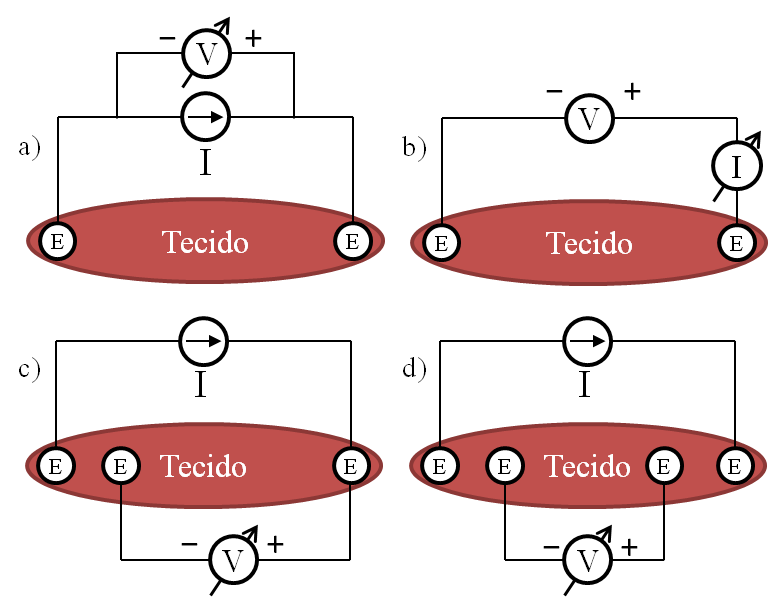 − V +
a)
I
E Tecido E
− V +
b)
I
E Tecido E
c)
I
E E Tecido E
− V +
d)
I
E E Tecido E E
− V +